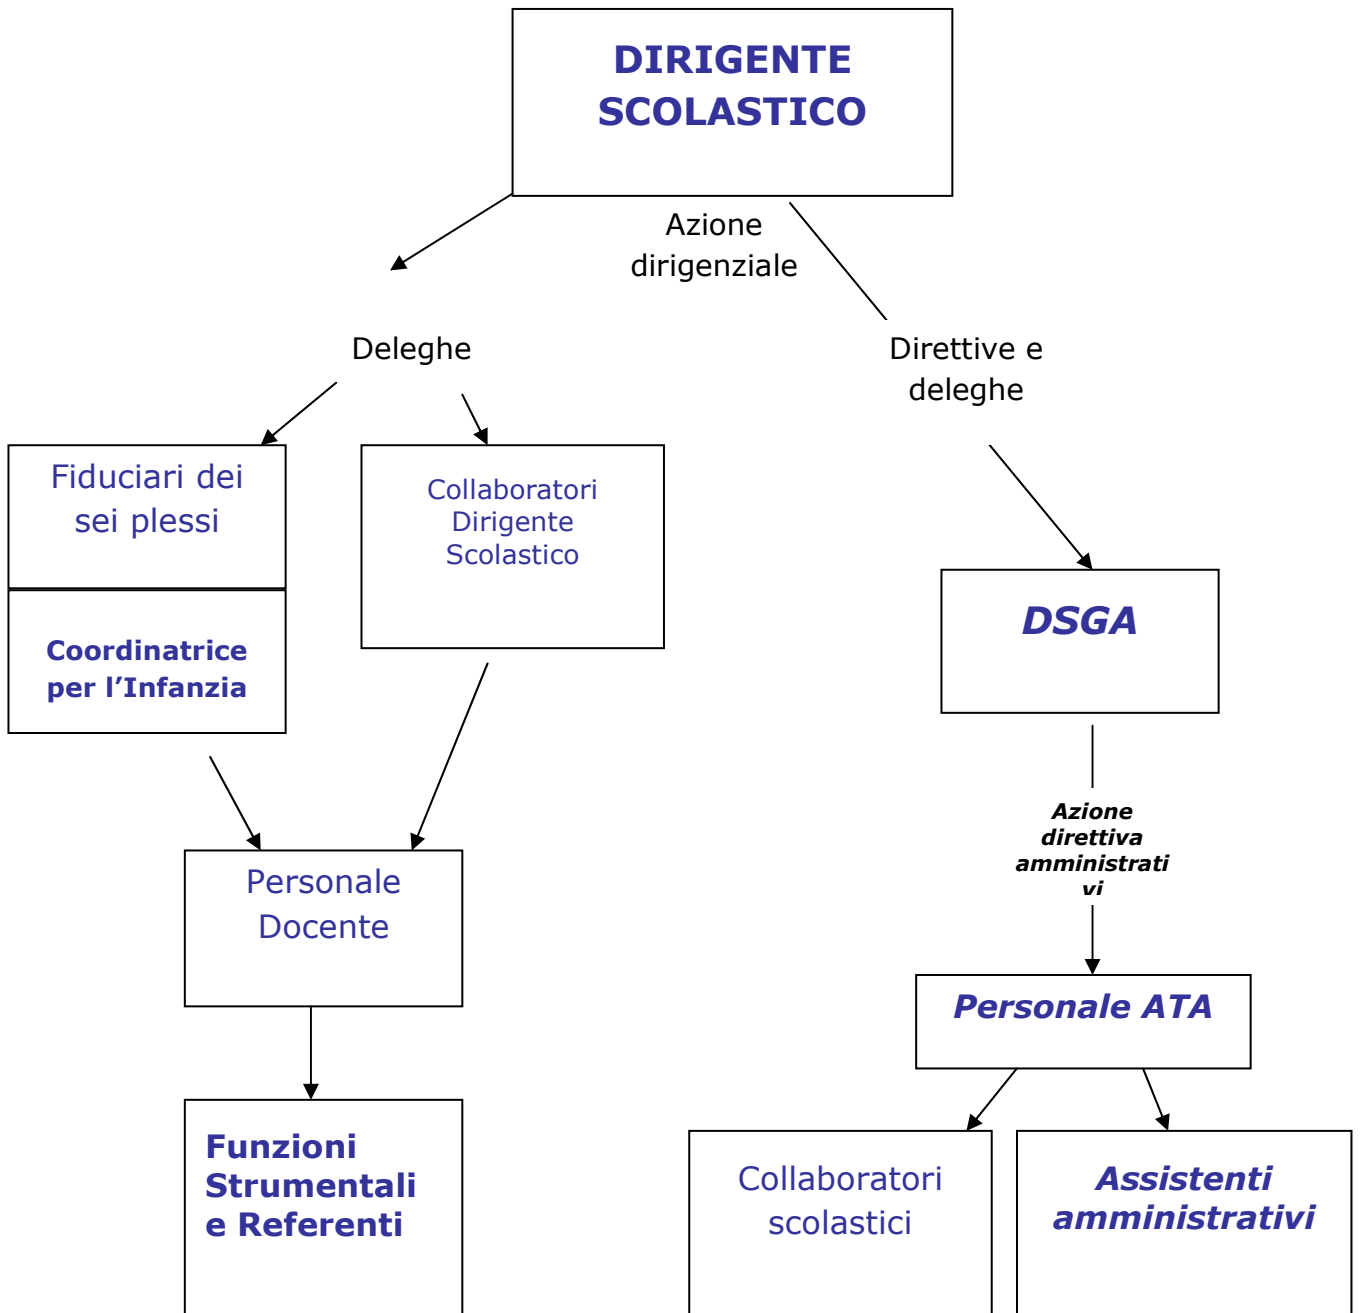 DIRIGENTE
SCOLASTICO
Azione
dirigenziale
Deleghe
Direttive e
deleghe
Fiduciari dei
sei plessi
Collaboratori
Dirigente
Scolastico
Coordinatrice
per l’Infanzia
DSGA
Azione
direttiva
amministrati
vi
Personale
Docente
Personale ATA
Funzioni
Strumentali
e Referenti
Collaboratori
scolastici
Assistenti
amministrativi